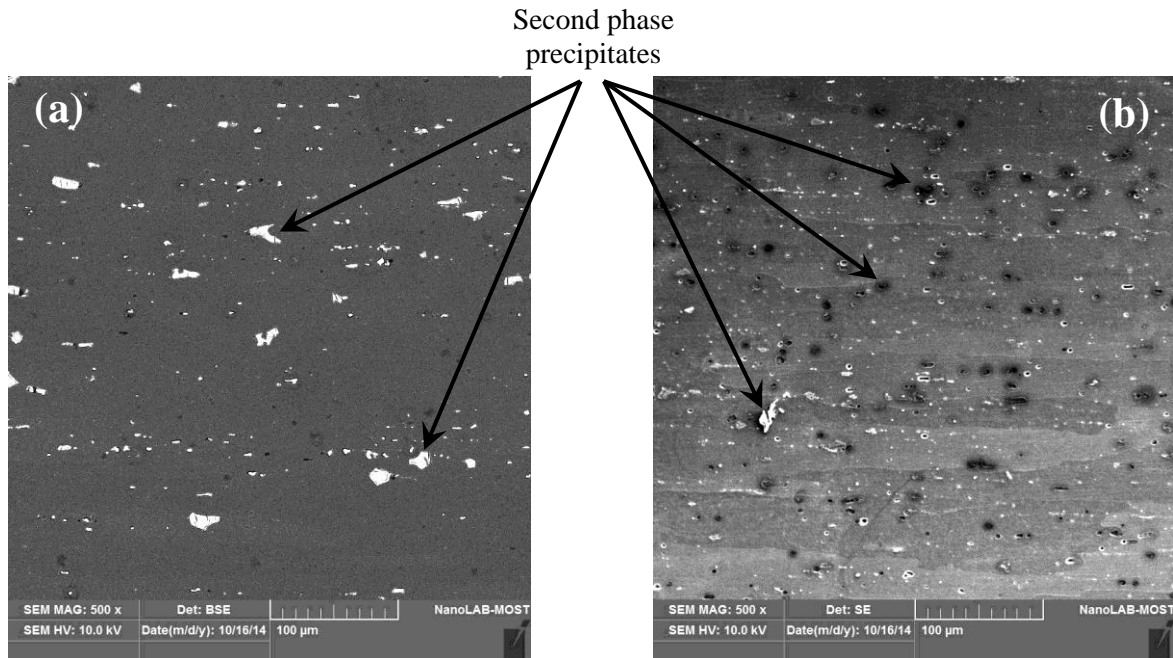 Second phase
precipitates
(a)
(b)
SEM MAG: 500 x Det: BSE NanoLAB-MOST
SEM HV: 10.0 kV Date(m/d/y): 10/16/14 100 µm
SEM MAG: 500 x Det: SE NanoLAB-MOST
SEM HV: 10.0 kV Date(m/d/y): 10/16/14 100 µm